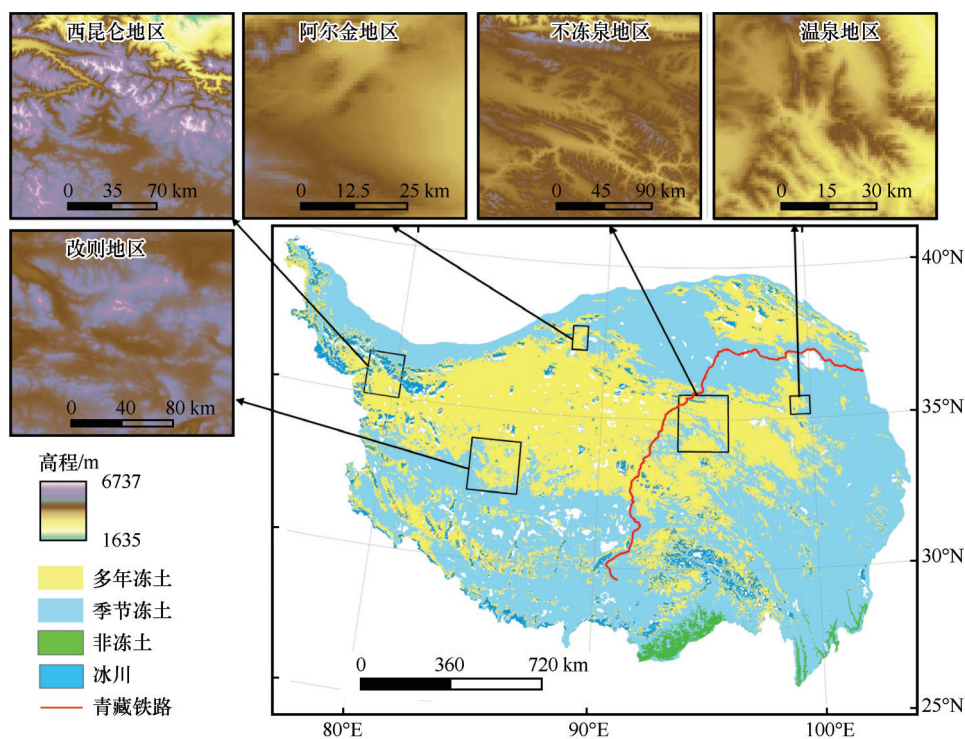 西昆仑地区
0 35 70 km
阿尔金地区
0 12.5 25 km
不冻泉地区
0 45 90 km
温泉地区
0 15 30 km
改则地区
0 40 80 km
高程/m
6737
1635
多年冻土
季节冻土
非冻土
冰川
青藏铁路
40°N
35°N
30°N
25°N
0 360 720 km
80°E 90°E 100°E